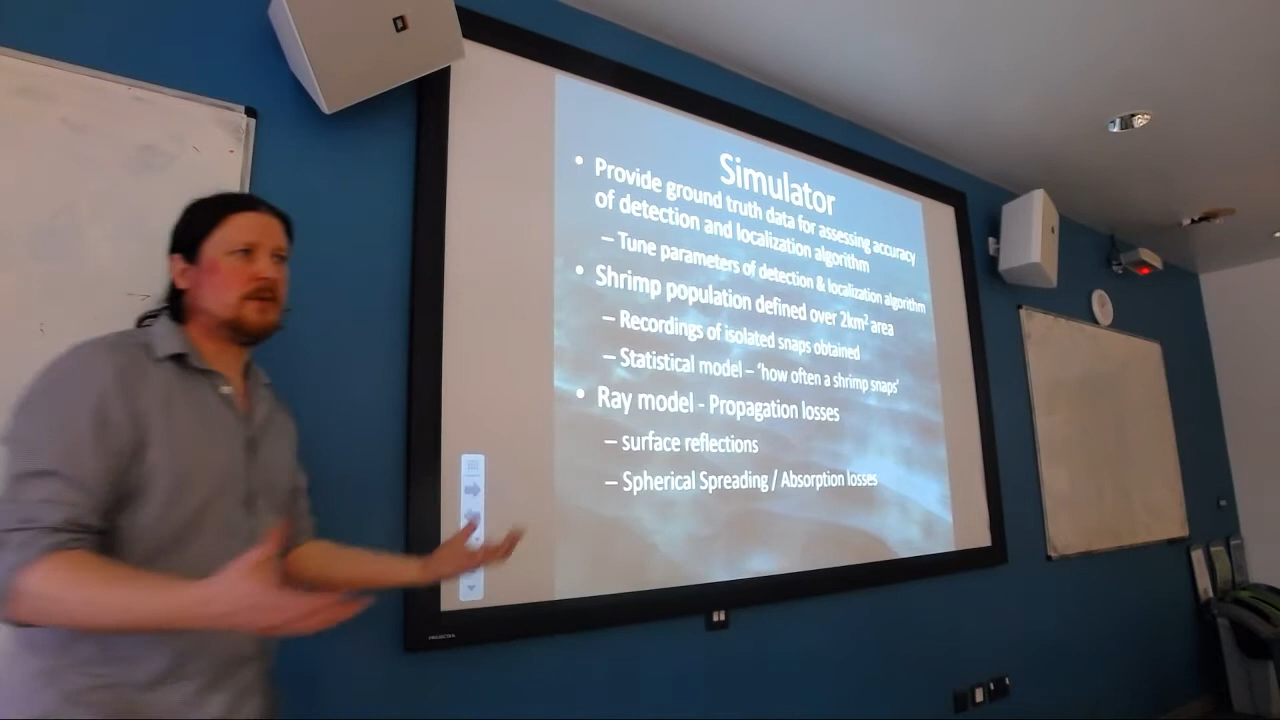 Simulator
• Provide ground truth data for assessing accuracy
of detection and localization algorithm
– Tune parameters of detection & localization algorithm
• Shrimp population defined over 2km² area
– Recordings of isolated snaps obtained
– Statistical model – ‘how often a shrimp snaps’
• Ray model - Propagation losses
– surface reflections
– Spherical Spreading / Absorption losses